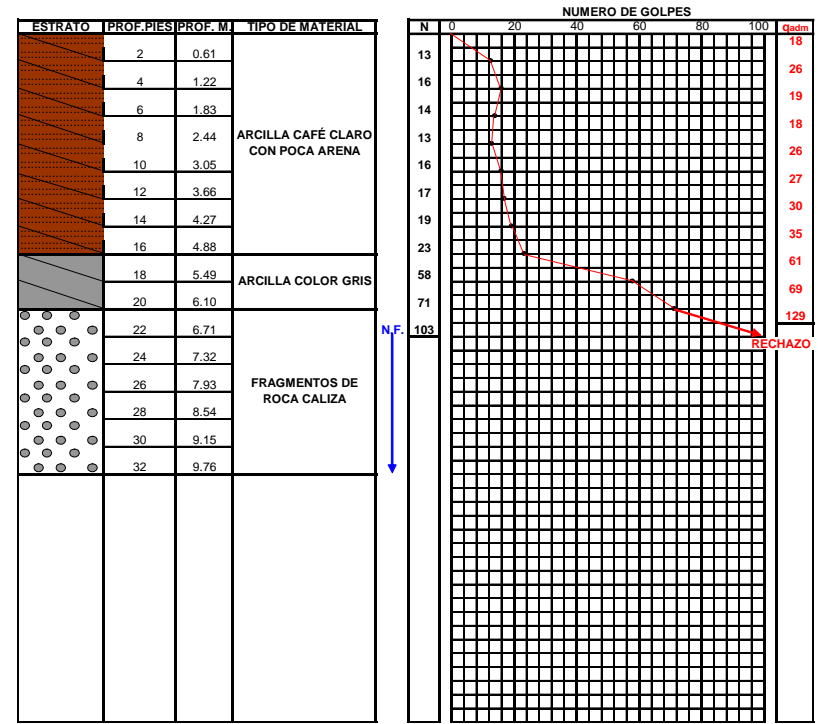 NUMERO DE GOLPES
ESTRATO PROF.PIES PROF. M. TIPO DE MATERIAL N 0 20 40 60 80 100 qadm
18
2 0.61 13
26
4 1.22 16
19
6 1.83 14
18
8 2.44 ARCILLA CAFÉ CLARO 13
CON POCA ARENA
26
10 3.05 16
27
12 3.66 17
30
14 4.27 19
35
16 4.88 23
61
18 5.49 ARCILLA COLOR GRIS 58
69
20 6.10 71
129
22 6.71 N.F. 103
RECHAZO
24 7.32
26 7.93 FRAGMENTOS DE
ROCA CALIZA
28 8.54
30 9.15
32 9.76